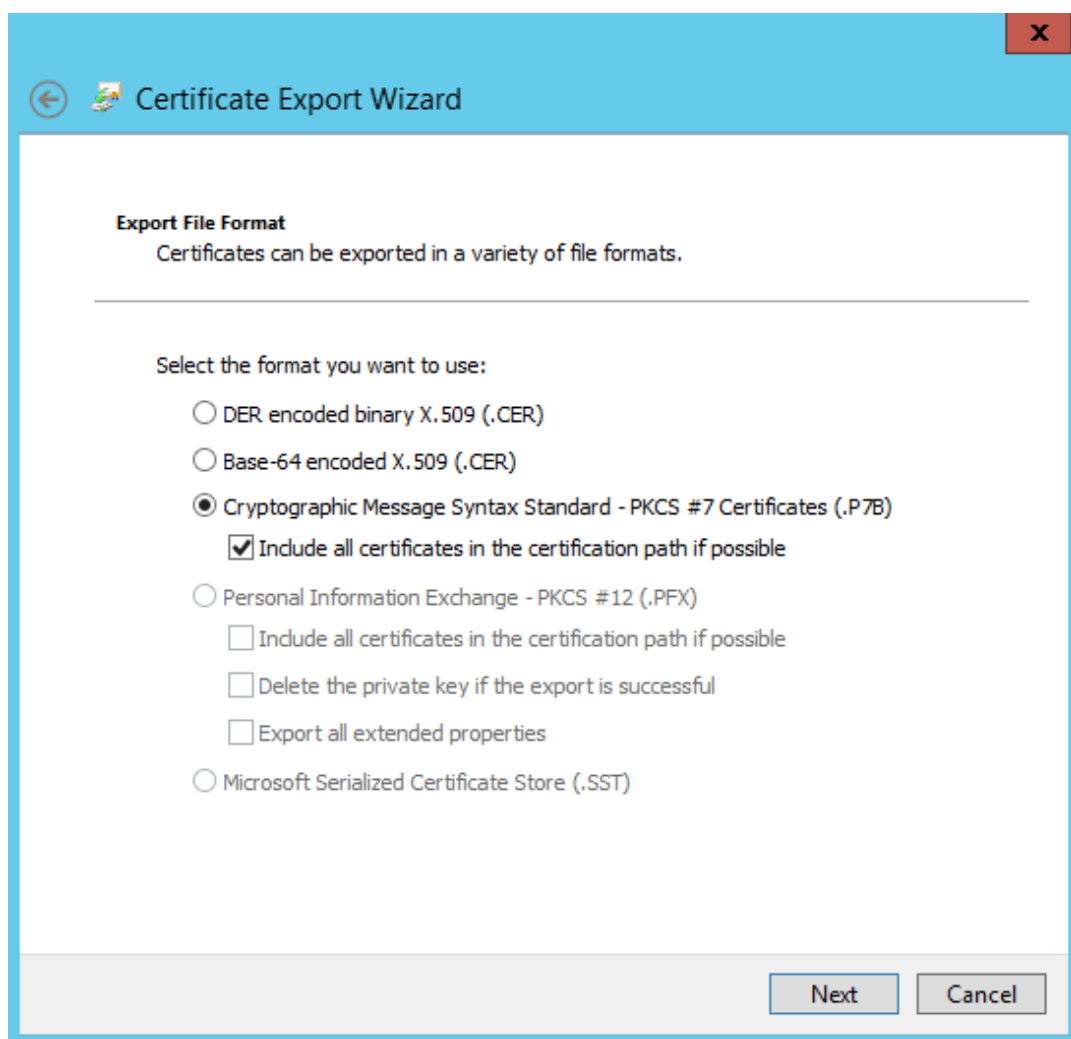 x
Certificate Export Wizard
Export File Format
Certificates can be exported in a variety of file formats.
Select the format you want to use:
DER encoded binary X.509 (.CER)
Base-64 encoded X.509 (.CER)
Cryptographic Message Syntax Standard - PKCS #7 Certificates (.P7B)
Include all certificates in the certification path if possible
Personal Information Exchange - PKCS #12 (.PFX)
Include all certificates in the certification path if possible
Delete the private key if the export is successful
Export all extended properties
Microsoft Serialized Certificate Store (.SST)
Next Cancel